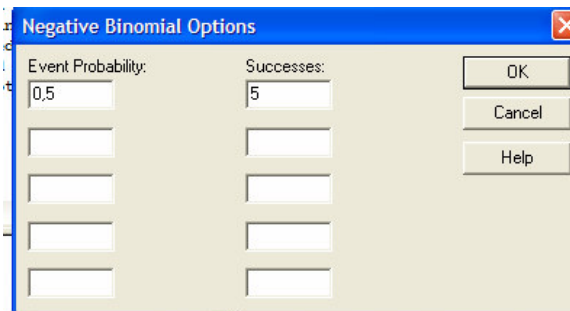 Negative Binomial Options
Event Probability: Successes:
0,5 5
OK
Cancel
Help